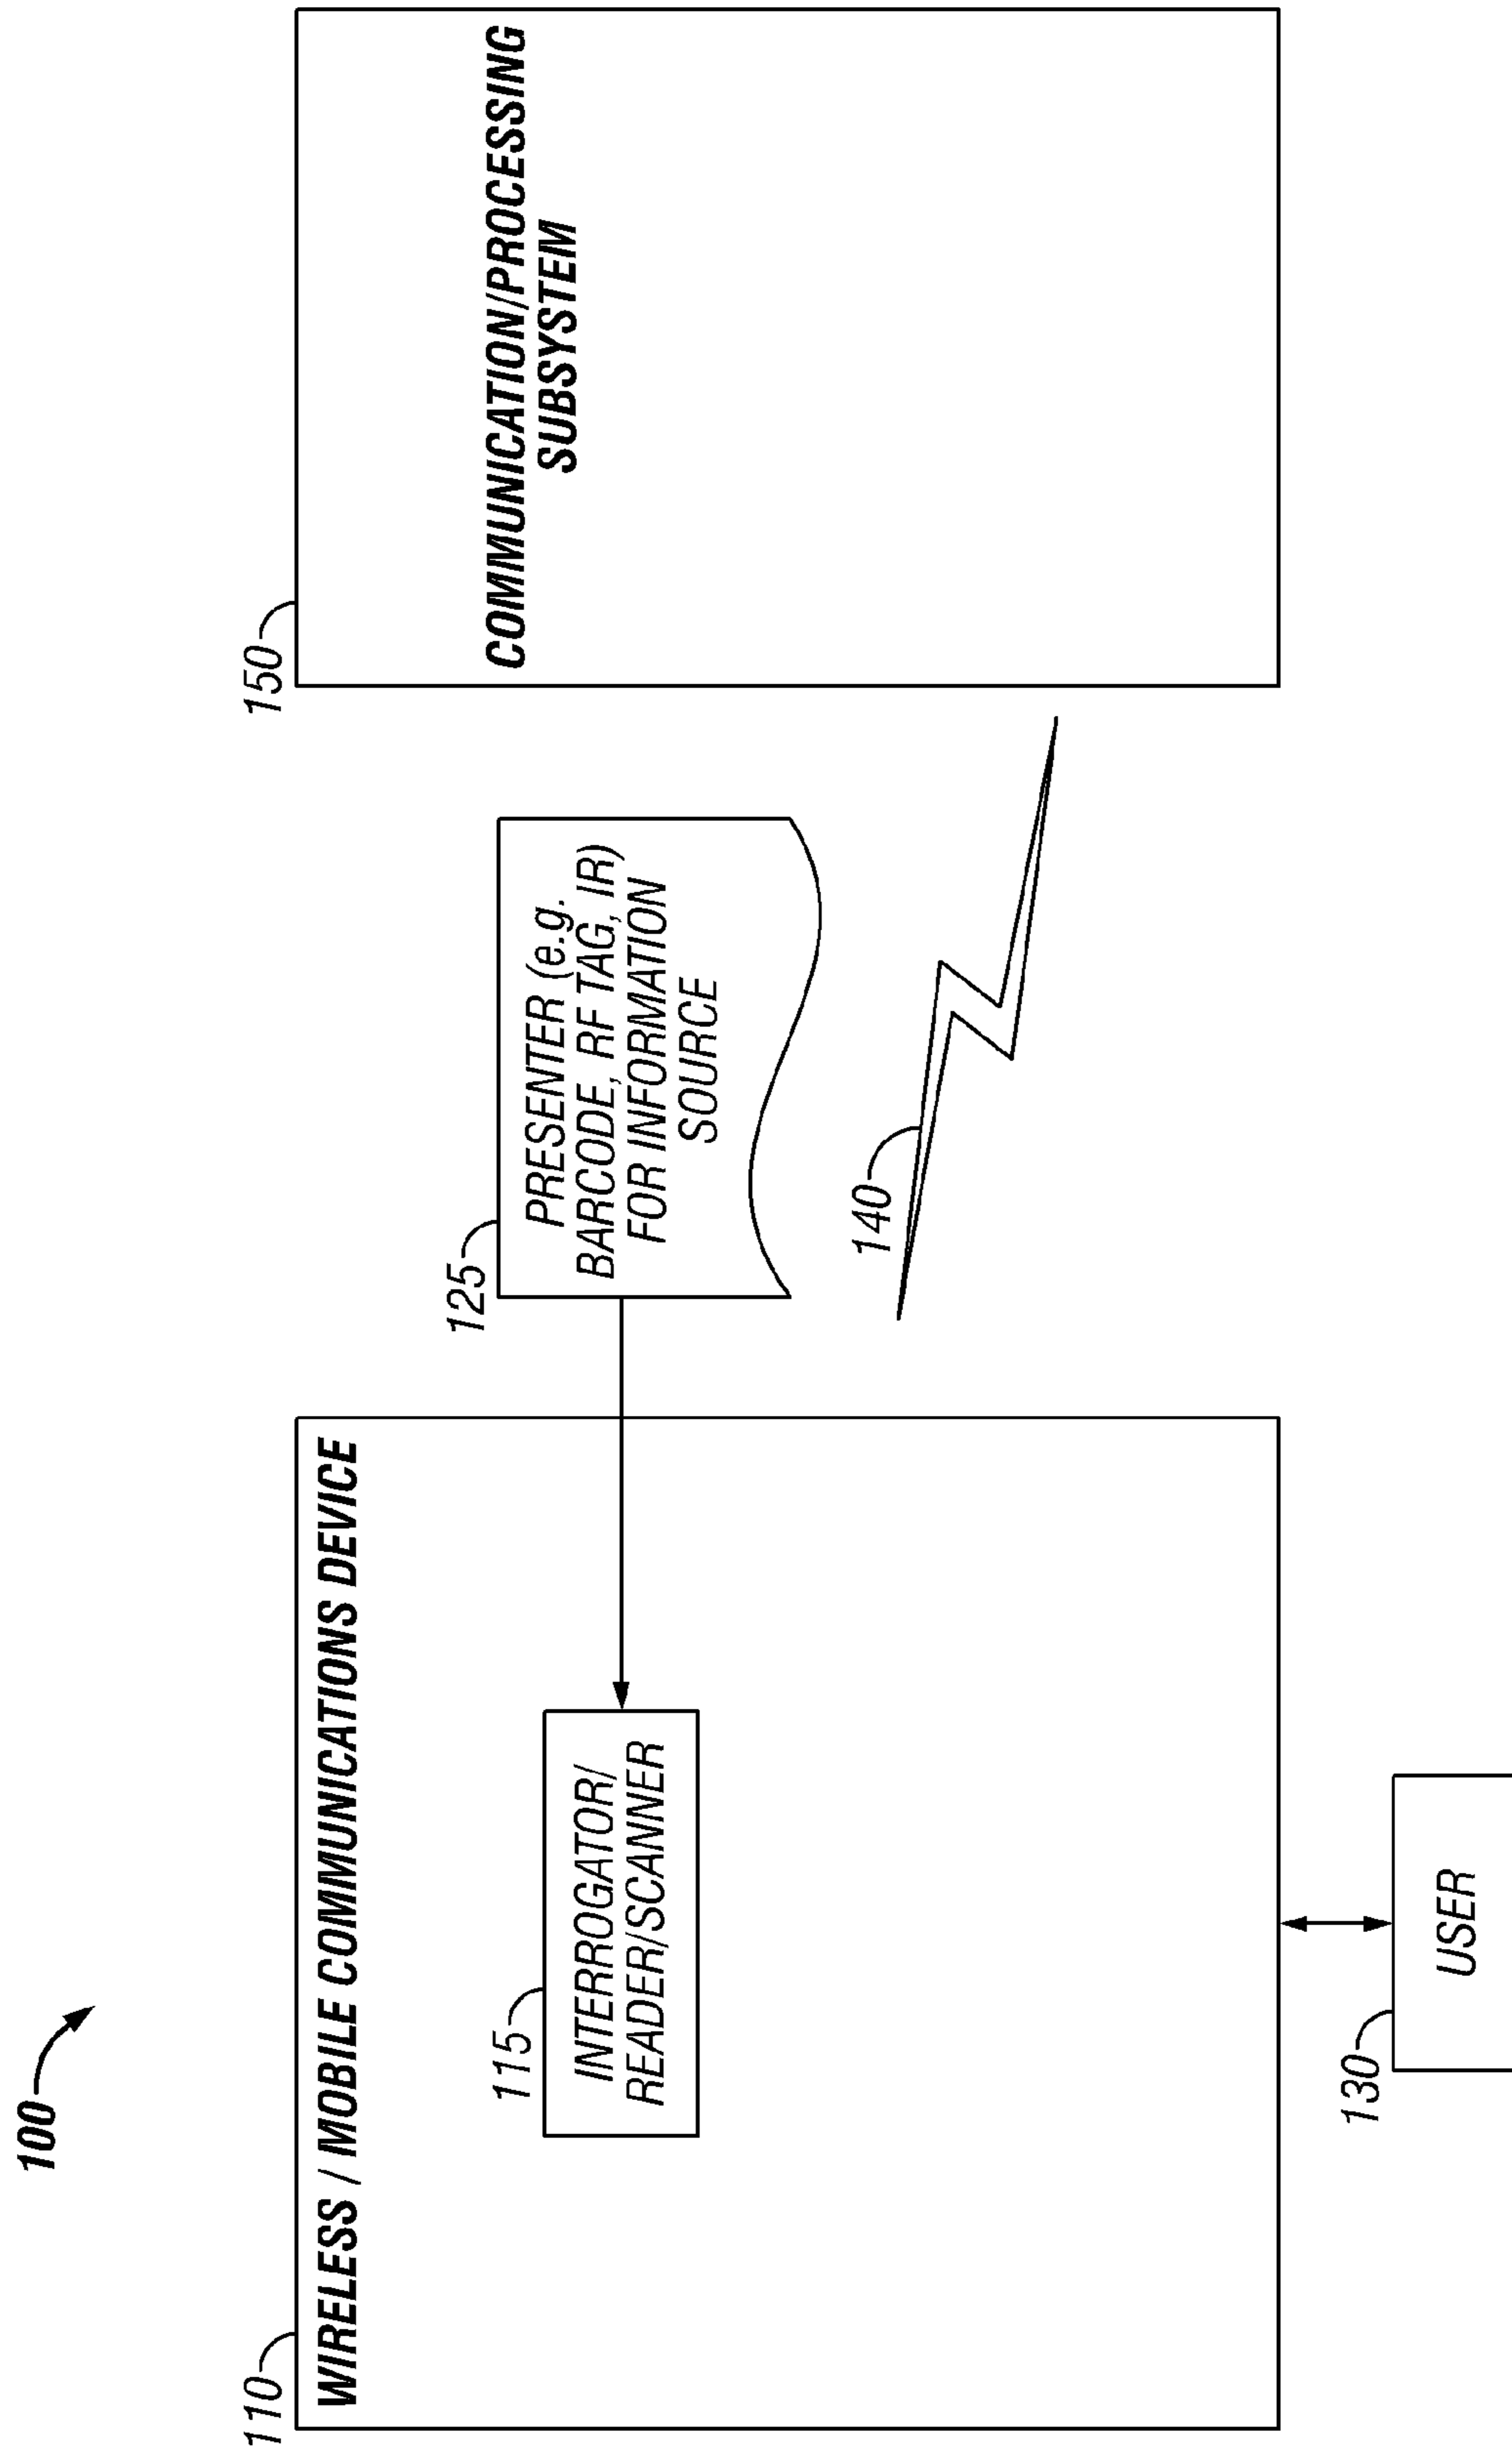 100
110
WIRELESS / MOBILE COMMUNICATIONS DEVICE
115
INTERROGATOR/
READER/SCANNER
125
PRESENTER (e.g.
BARCODE, RF TAG, IR)
FOR INFORMATION
SOURCE
140
150
COMMUNICATION/PROCESSING
SUBSYSTEM
130
USER